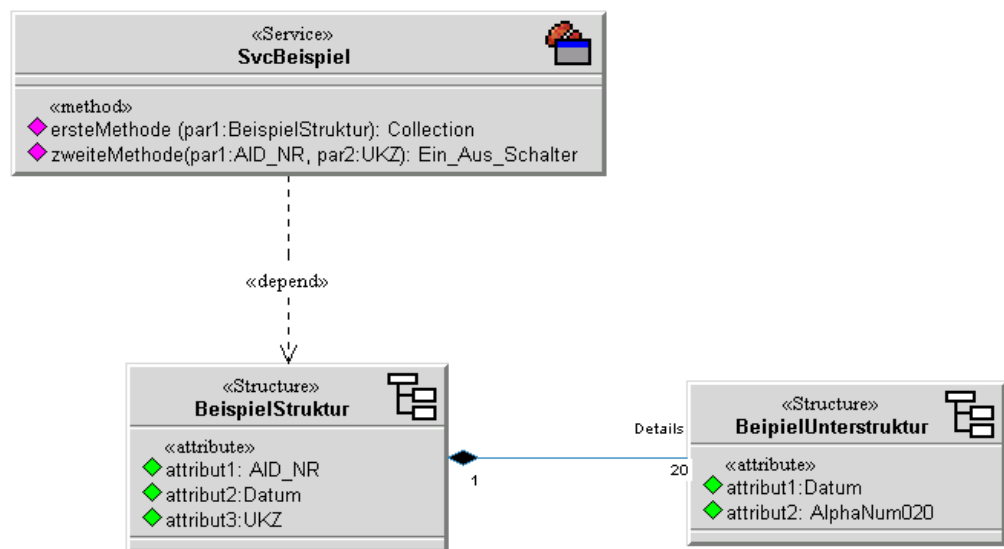 «Service»
SvcBeispiel
«method»
ersteMethode (par1:BeispielStruktur): Collection
zweiteMethode(par1:AID_NR, par2:UKZ): Ein_Aus_Schalter
«depend»
«Structure»
BeispielStruktur
«attribute»
attribut1: AID_NR
attribut2:Datum
attribut3:UKZ
1
Details
20
«Structure»
BeipielUnterstruktur
«attribute»
attribut1:Datum
attribut2: AlphaNum020